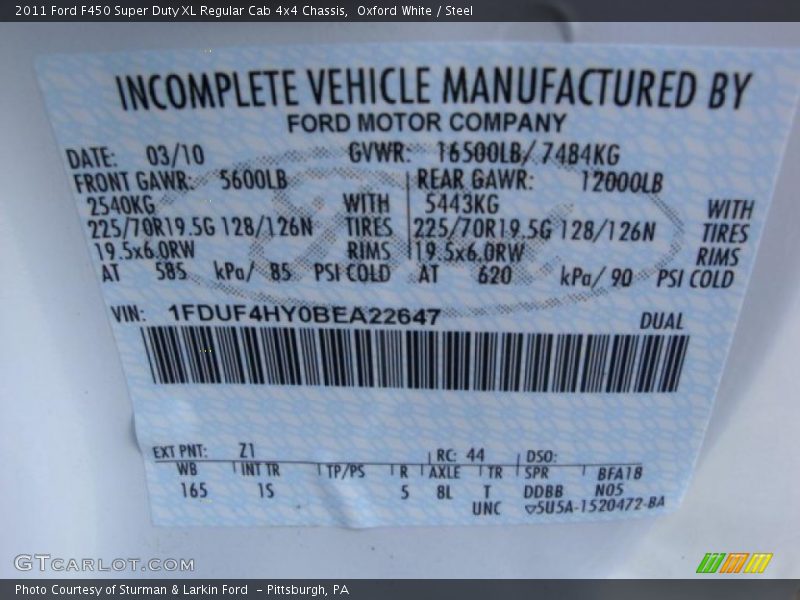 2011 Ford F450 Super Duty XL Regular Cab 4x4 Chassis, Oxford White / Steel
INCOMPLETE VEHICLE MANUFACTURED BY
FORD MOTOR COMPANY
DATE: 03/10 GVWR: 16500LB/ 7484KG
FRONT GAWR: 5600LB REAR GAWR: 12000LB
2540KG WITH 5443KG WITH
225/70R19.5G 128/126N TIRES 225/70R19.5G 128/126N TIRES
19.5x6.0RW RIMS 19.5x6.0RW RIMS
AT 585 kPa/ 85 PSI COLD AT 620 kPa/ 90 PSI COLD
VIN: 1FDUF4HY0BEA22647 DUAL
EXT PNT: Z1 RC: 44 DSO:
WB INT TR TP/PS R AXLE TR SPR BFA18
165 1S 5 8L T DDBB N05
UNC ▽5U5A-1520472-BA
GTCarLot.com
Photo Courtesy of Sturman & Larkin Ford - Pittsburgh, PA